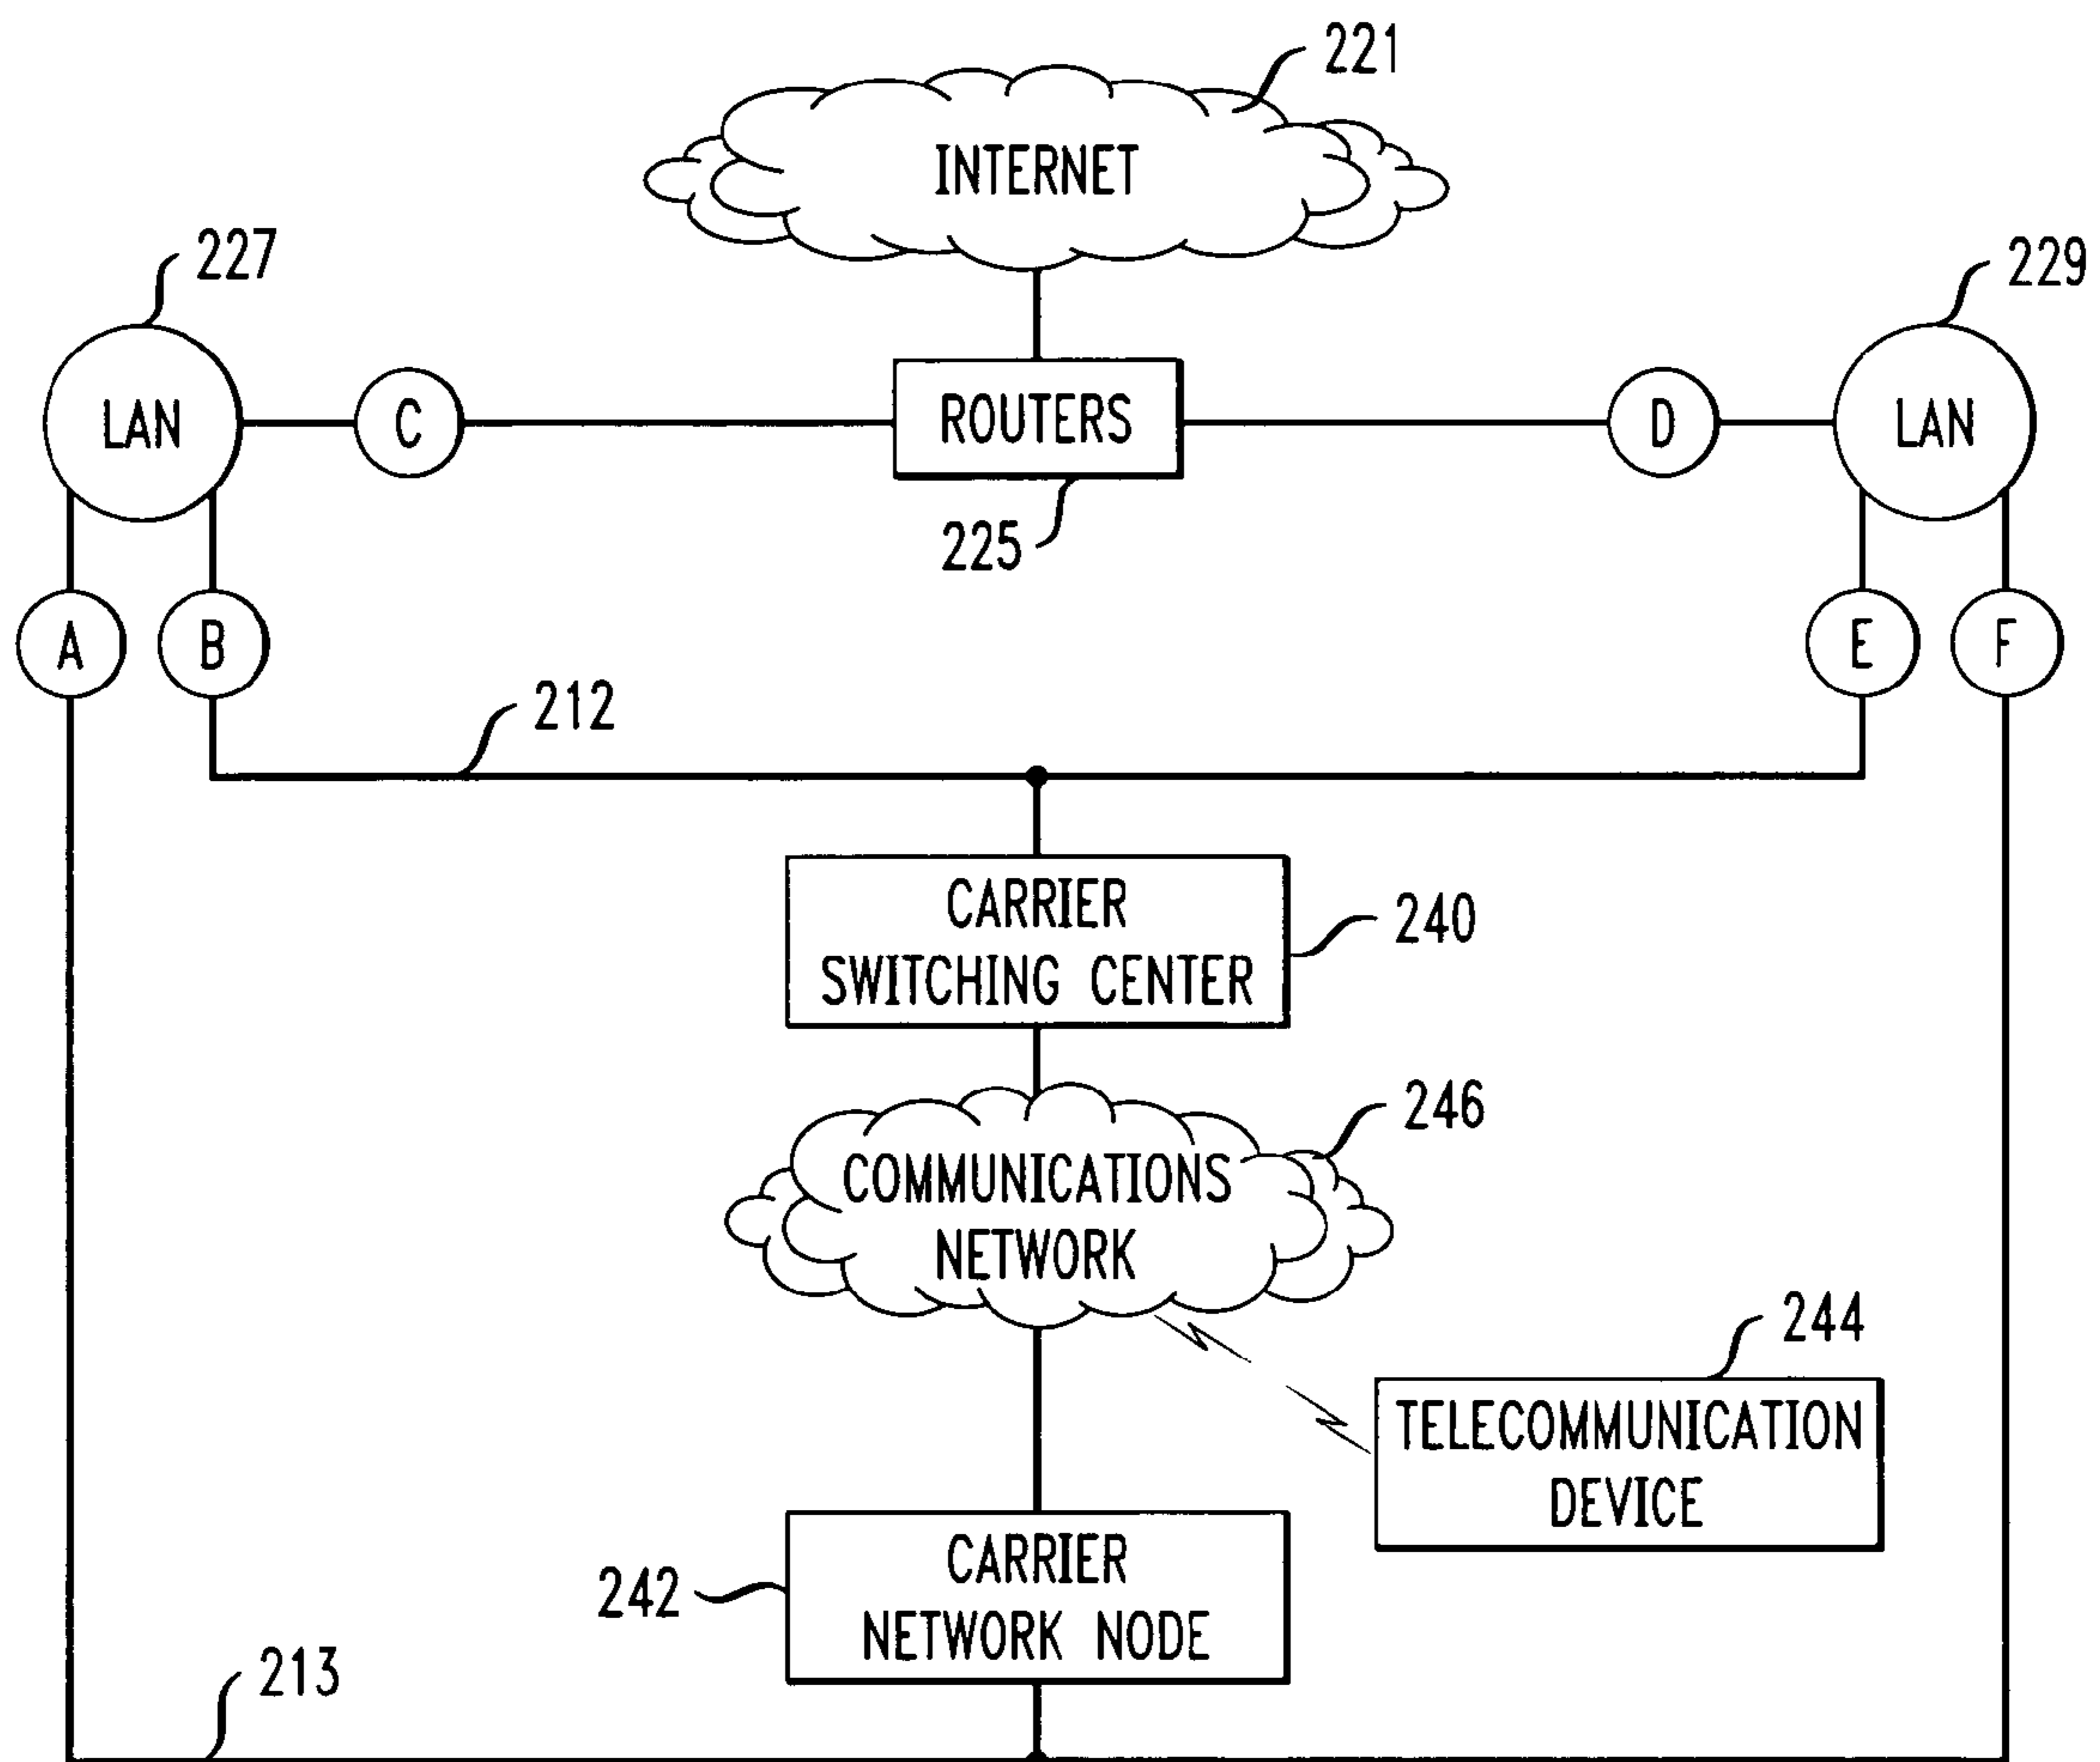 221
INTERNET
227
229
LAN
C
ROUTERS
D
LAN
225
A
B
E
F
212
CARRIER
SWITCHING CENTER
240
246
COMMUNICATIONS
NETWORK
244
TELECOMMUNICATION
DEVICE
242
CARRIER
NETWORK NODE
213